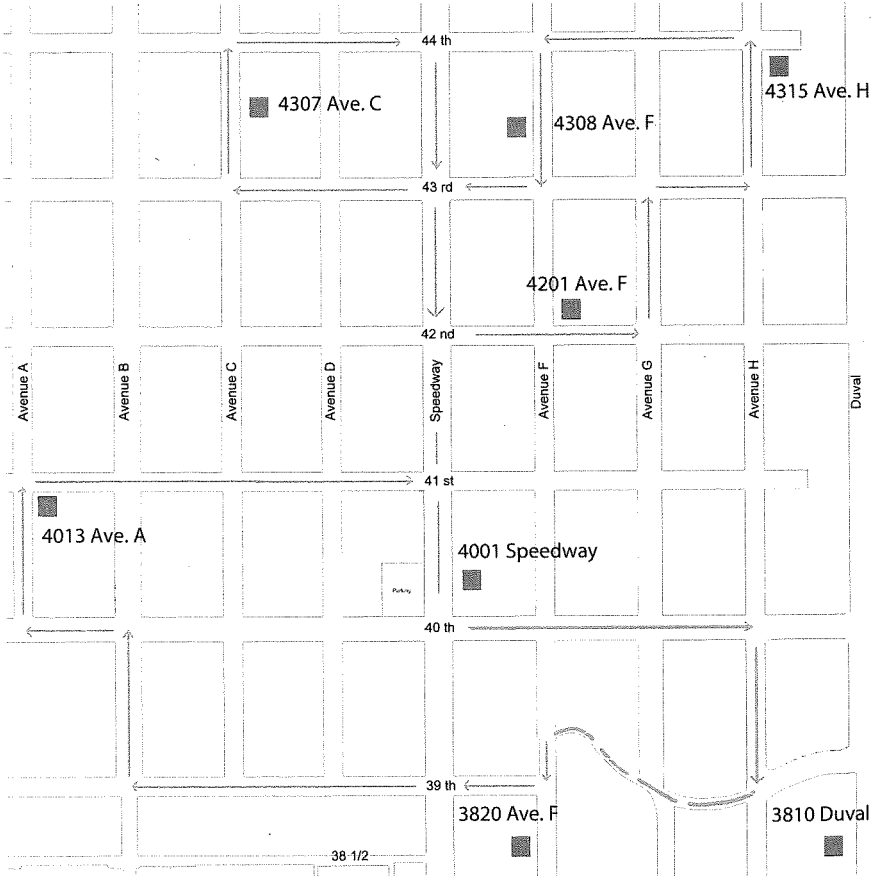 44 th
4307 Ave. C
4308 Ave. F
4315 Ave. H
43 rd
4201 Ave. F
42 nd
Avenue A
Avenue B
Avenue C
Avenue D
Speedway
Avenue F
Avenue G
Avenue H
Duval
41 st
4013 Ave. A
4001 Speedway
Parking
40 th
39 th
3820 Ave. F
3810 Duval
38 1/2